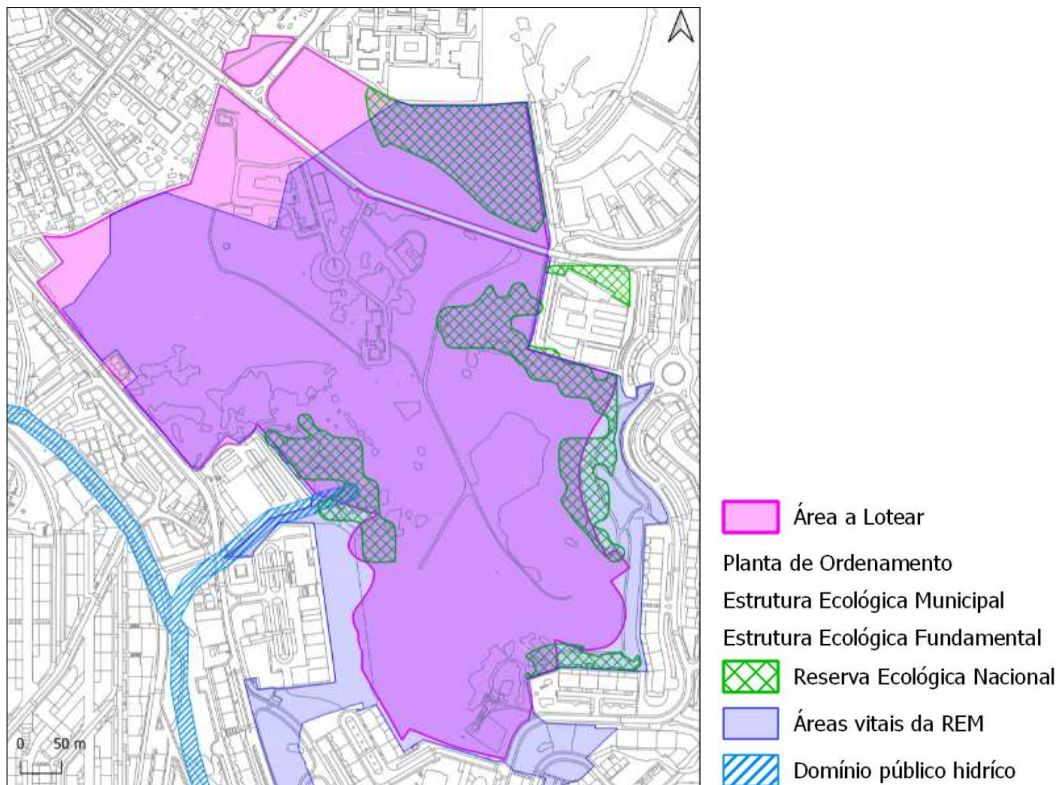 0 50 m
Área a Lotear
Planta de Ordenamento
Estrutura Ecológica Municipal
Estrutura Ecológica Fundamental
Reserva Ecológica Nacional
Áreas vitais da REM
Domínio público hidríco